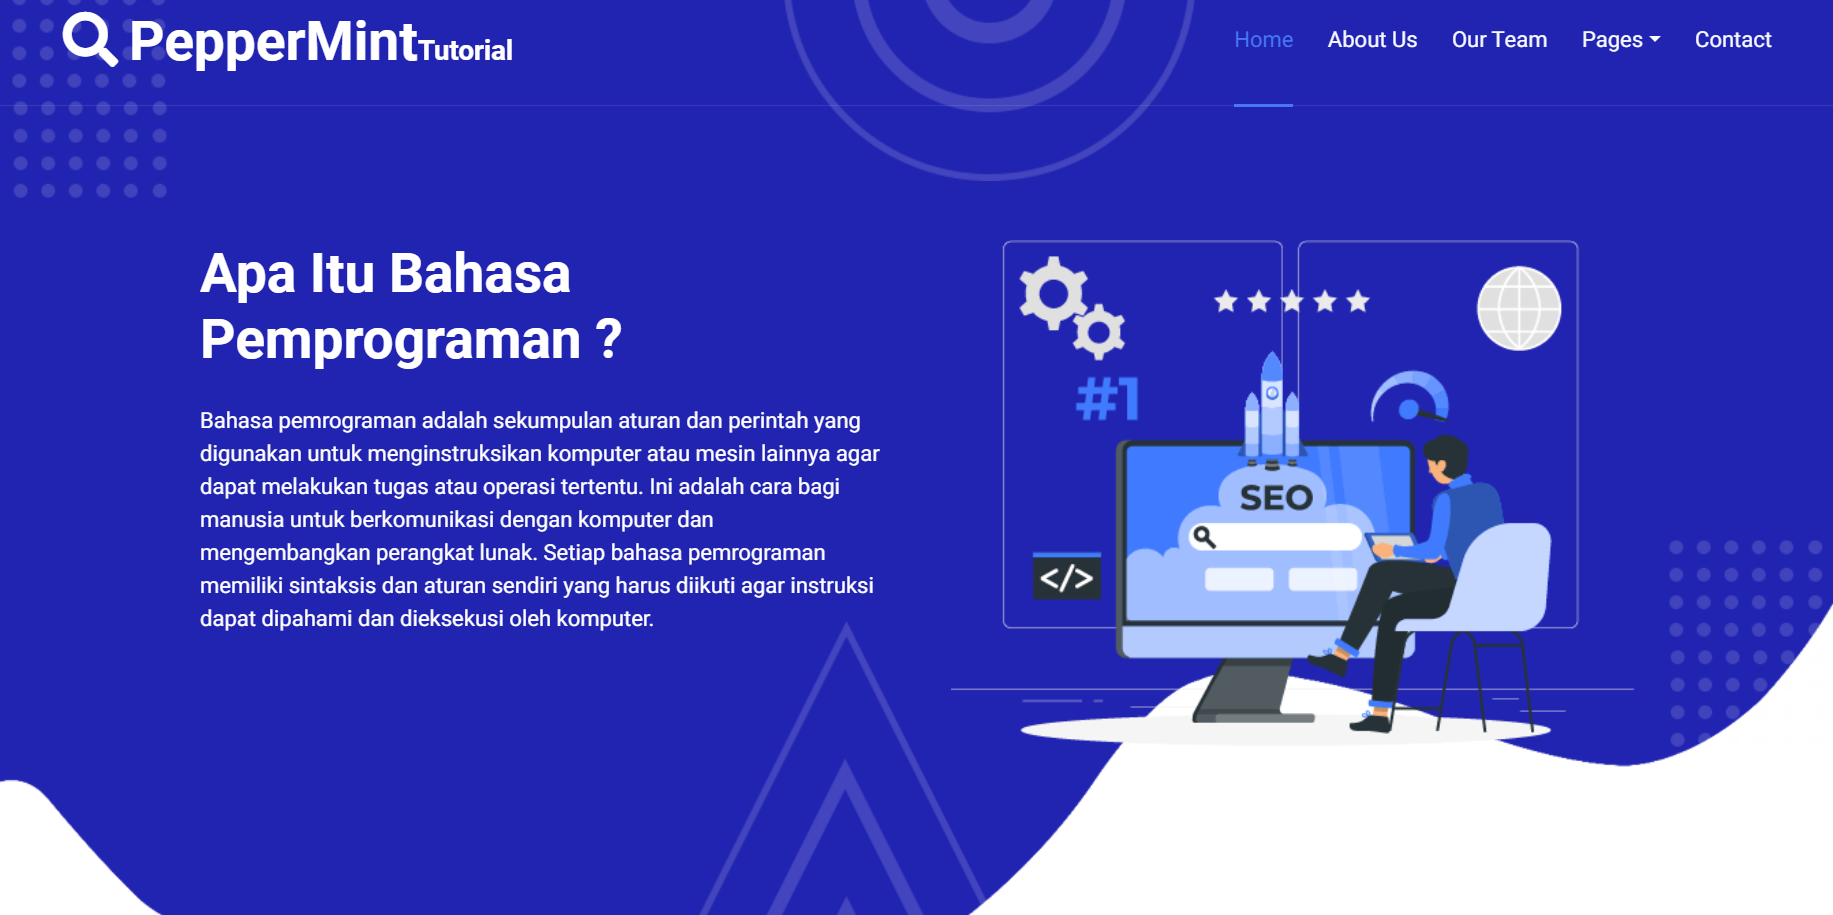 PepperMintTutorial
Home About Us Our Team Pages Contact
Apa Itu Bahasa
Pemprograman ?
Bahasa pemrograman adalah sekumpulan aturan dan perintah yang
digunakan untuk menginstruksikan komputer atau mesin lainnya agar
dapat melakukan tugas atau operasi tertentu. Ini adalah cara bagi
manusia untuk berkomunikasi dengan komputer dan
mengembangkan perangkat lunak. Setiap bahasa pemrograman
memiliki sintaksis dan aturan sendiri yang harus diikuti agar instruksi
dapat dipahami dan dieksekusi oleh komputer.
#1
SEO
</>